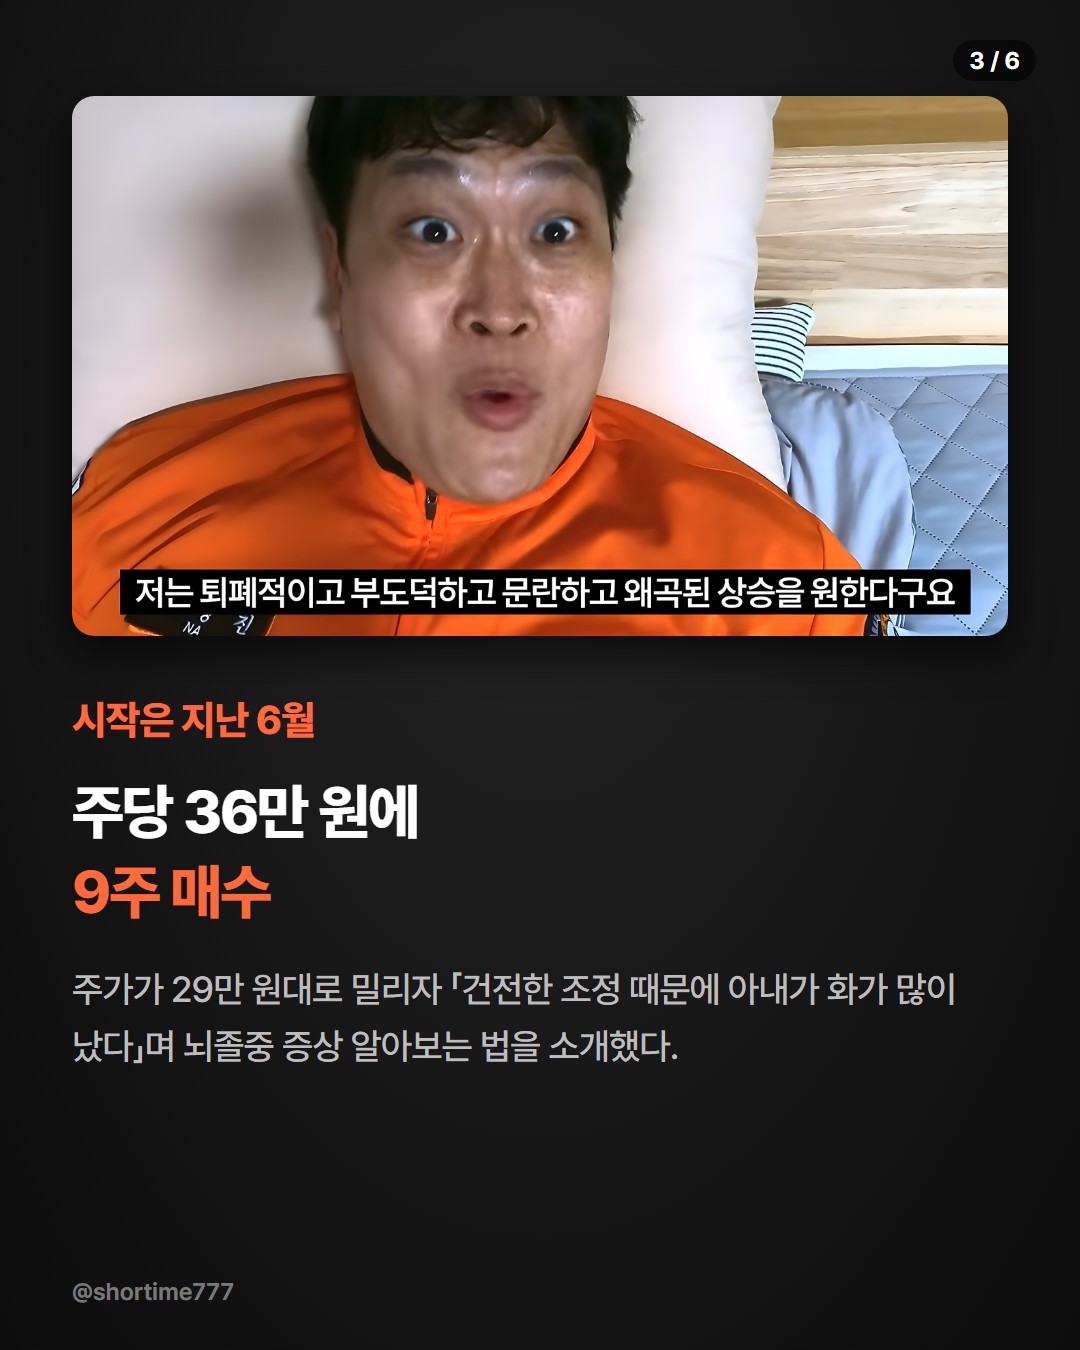 3 / 6
저는 퇴폐적이고 부도덕하고 문란하고 왜곡된 상승을 원한다구요
NA 진
시작은 지난 6월
주당 36만 원에
9주 매수
주가가 29만 원대로 밀리자 「건전한 조정 때문에 아내가 화가 많이
났다」며 뇌졸중 증상 알아보는 법을 소개했다.
@shortime777